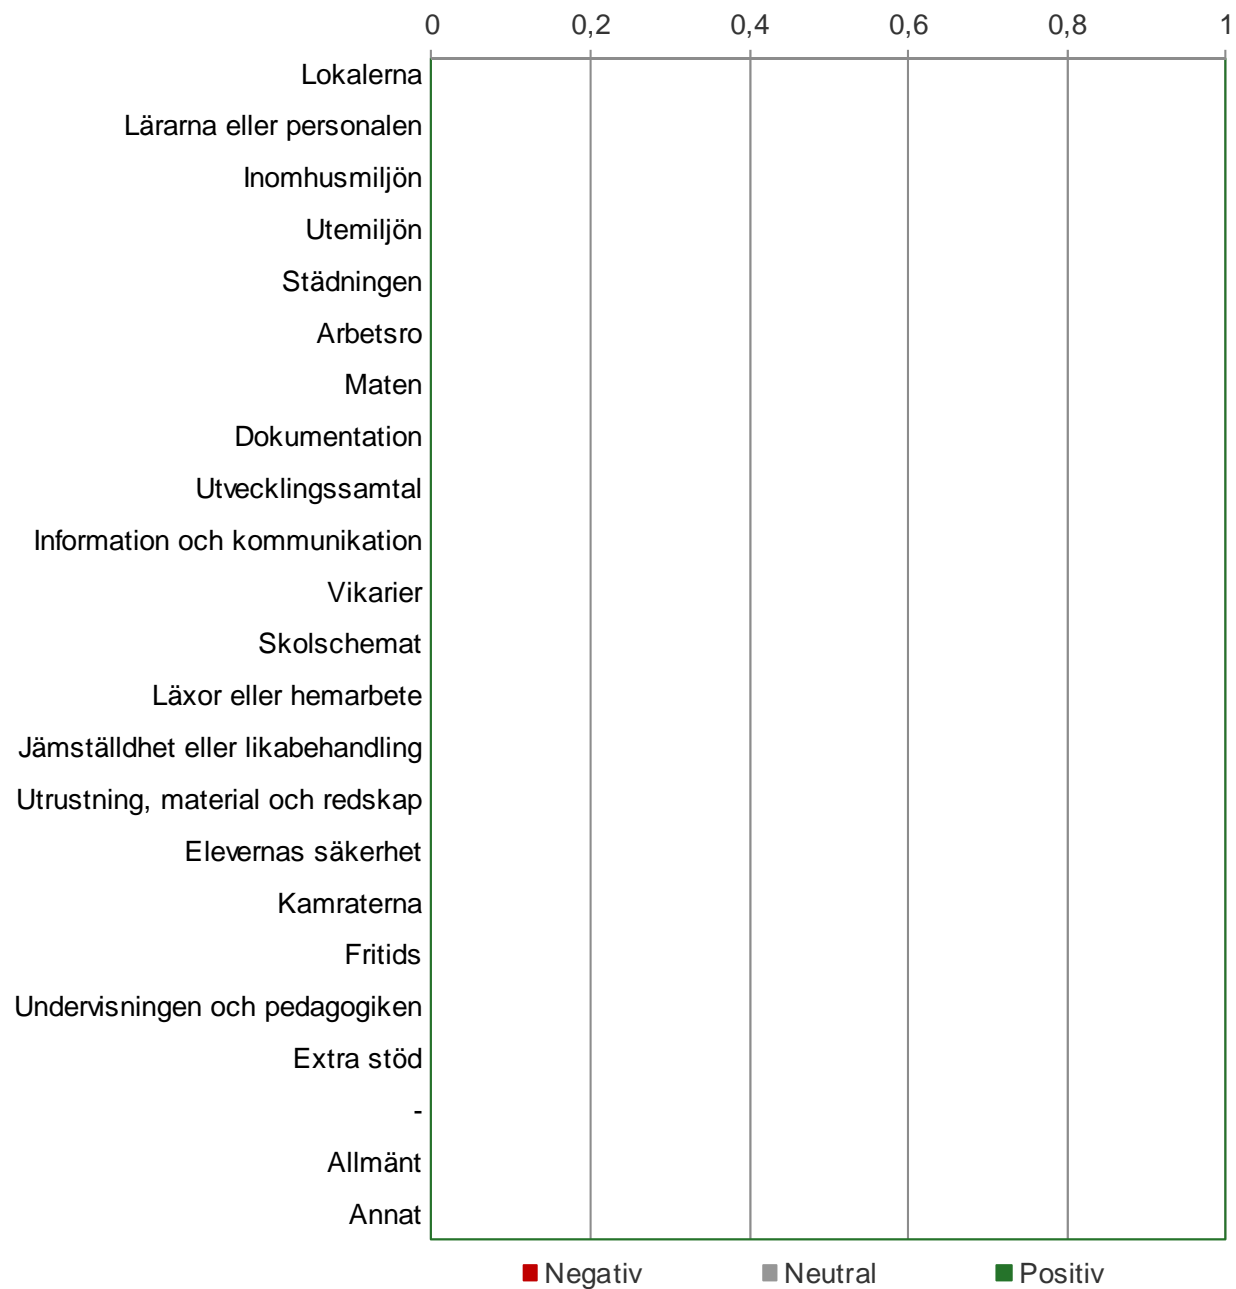 0 0,2 0,4 0,6 0,8 1
Lokalerna
Lärarna eller personalen
Inomhusmiljön
Utemiljön
Städningen
Arbetsro
Maten
Dokumentation
Utvecklingssamtal
Information och kommunikation
Vikarier
Skolschemat
Läxor eller hemarbete
Jämställdhet eller likabehandling
Utrustning, material och redskap
Elevernas säkerhet
Kamraterna
Fritids
Undervisningen och pedagogiken
Extra stöd
-
Allmänt
Annat
Negativ Neutral Positiv